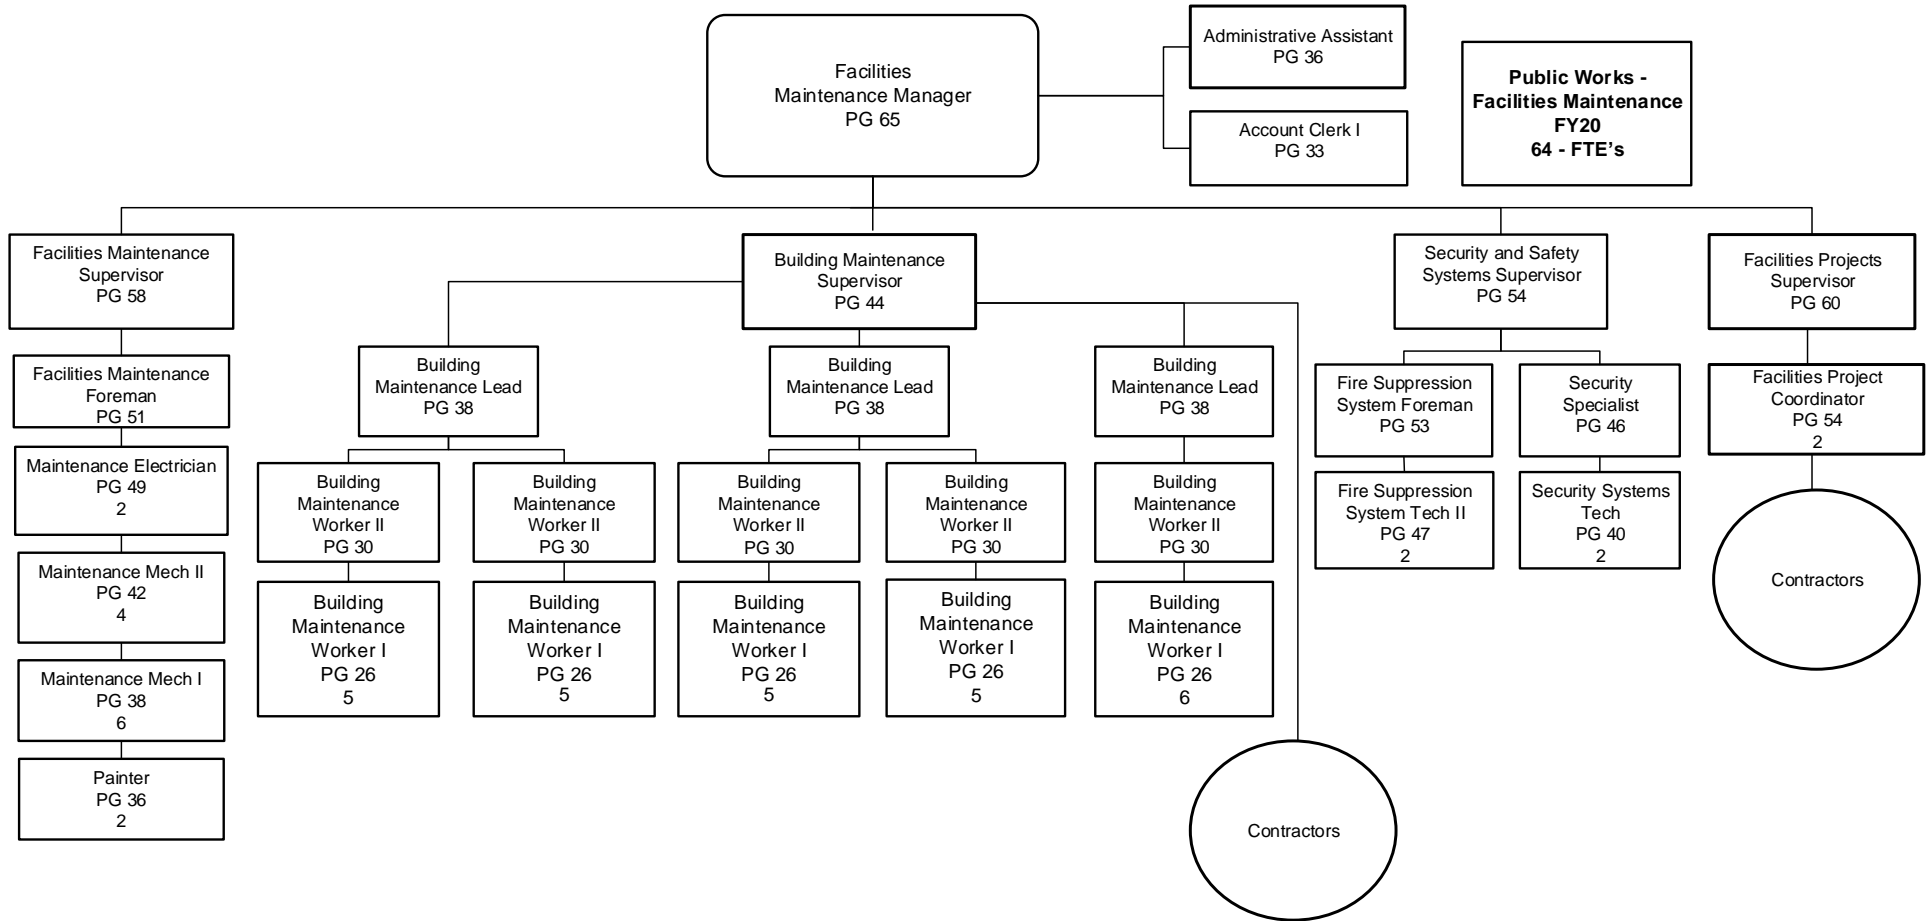 Facilities
Maintenance Manager
PG 65
Administrative Assistant
PG 36
Account Clerk I
PG 33
Public Works -
Facilities Maintenance
FY20
64 - FTE's
Facilities Maintenance
Supervisor
PG 58
Facilities Maintenance
Foreman
PG 51
Maintenance Electrician
PG 49
2
Maintenance Mech II
PG 42
4
Maintenance Mech I
PG 38
6
Painter
PG 36
2
Building Maintenance
Supervisor
PG 44
Building
Maintenance Lead
PG 38
Building
Maintenance
Worker II
PG 30
Building
Maintenance
Worker I
PG 26
5
Building
Maintenance
Worker II
PG 30
Building
Maintenance
Worker I
PG 26
5
Building
Maintenance Lead
PG 38
Building
Maintenance
Worker II
PG 30
Building
Maintenance
Worker I
PG 26
5
Building
Maintenance
Worker II
PG 30
Building
Maintenance
Worker I
PG 26
5
Building
Maintenance Lead
PG 38
Building
Maintenance
Worker II
PG 30
Building
Maintenance
Worker I
PG 26
6
Contractors
Security and Safety
Systems Supervisor
PG 54
Fire Suppression
System Foreman
PG 53
Fire Suppression
System Tech II
PG 47
2
Security
Specialist
PG 46
Security Systems
Tech
PG 40
2
Facilities Projects
Supervisor
PG 60
Facilities Project
Coordinator
PG 54
2
Contractors